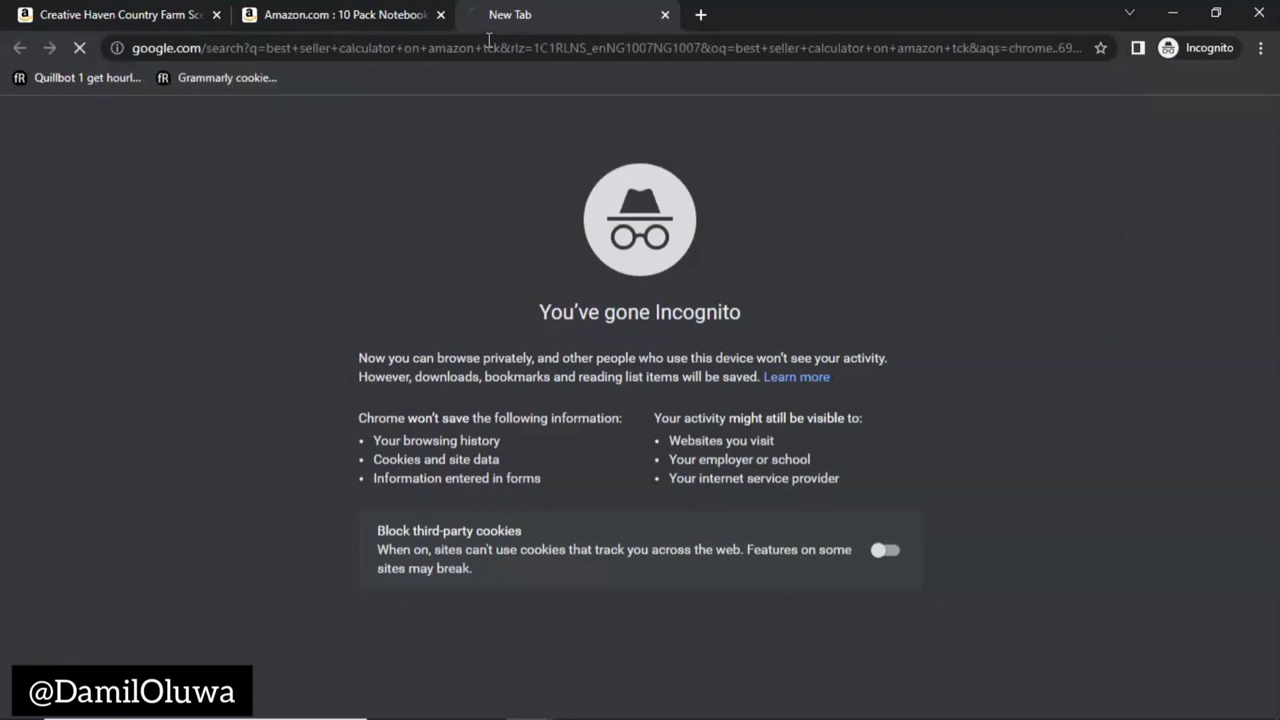 Creative Haven Country Farm Sce
Amazon.com : 10 Pack Notebook
New Tab
google.com/search?q=best+seller+calculator+on+amazon+tck&rlz=1C1RLNS_enNG1007NG1007&oq=best+seller+calculator+on+amazon+tck&aqs=chrome..69...
Incognito
Quillbot 1 get hourl...
Grammarly cookie...
You've gone Incognito
Now you can browse privately, and other people who use this device won't see your activity.
However, downloads, bookmarks and reading list items will be saved. Learn more
Chrome won't save the following information:
• Your browsing history
• Cookies and site data
• Information entered in forms
Your activity might still be visible to:
• Websites you visit
• Your employer or school
• Your internet service provider
Block third-party cookies
When on, sites can't use cookies that track you across the web. Features on some
sites may break.
@DamilOluwa